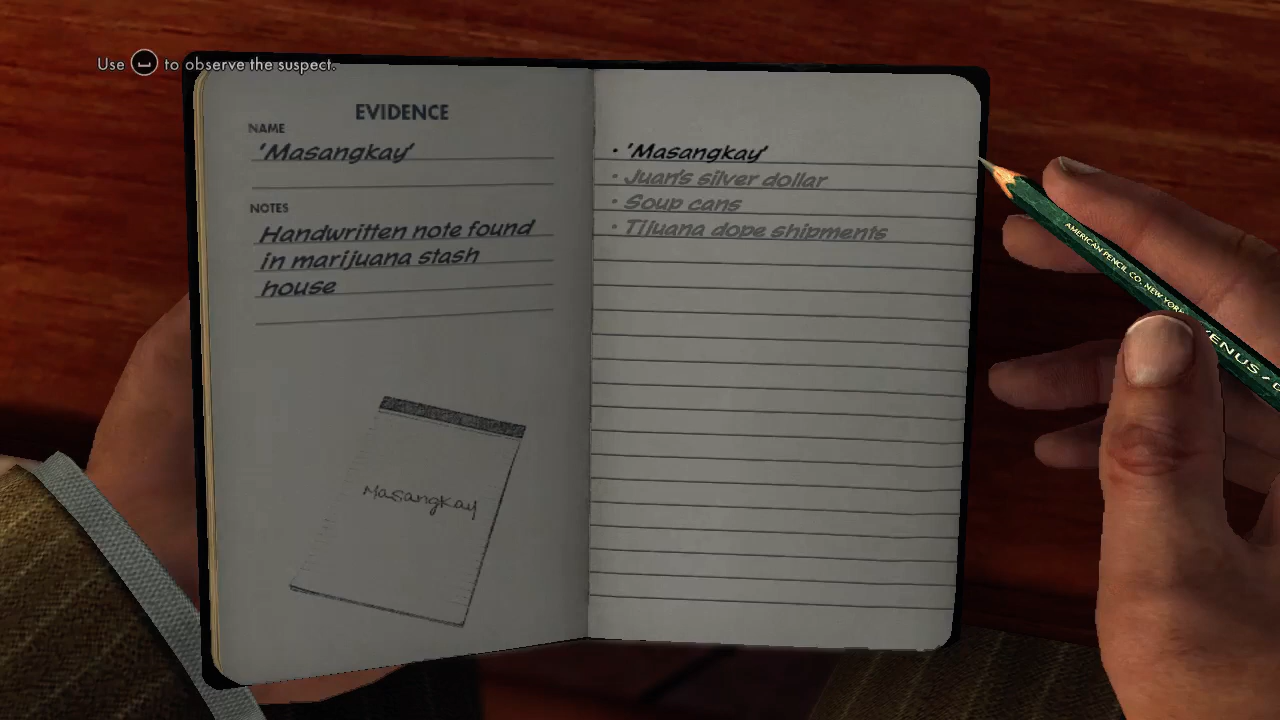 Use to observe the suspect.
EVIDENCE
NAME
'Masangkay'
NOTES
Handwritten note found
in marijuana stash
house
Masangkay
• 'Masangkay'
• Juan's silver dollar
• Soup cans
• Tijuana dope shipments
AMERICAN PENCIL CO. NEW YORK
VENUS